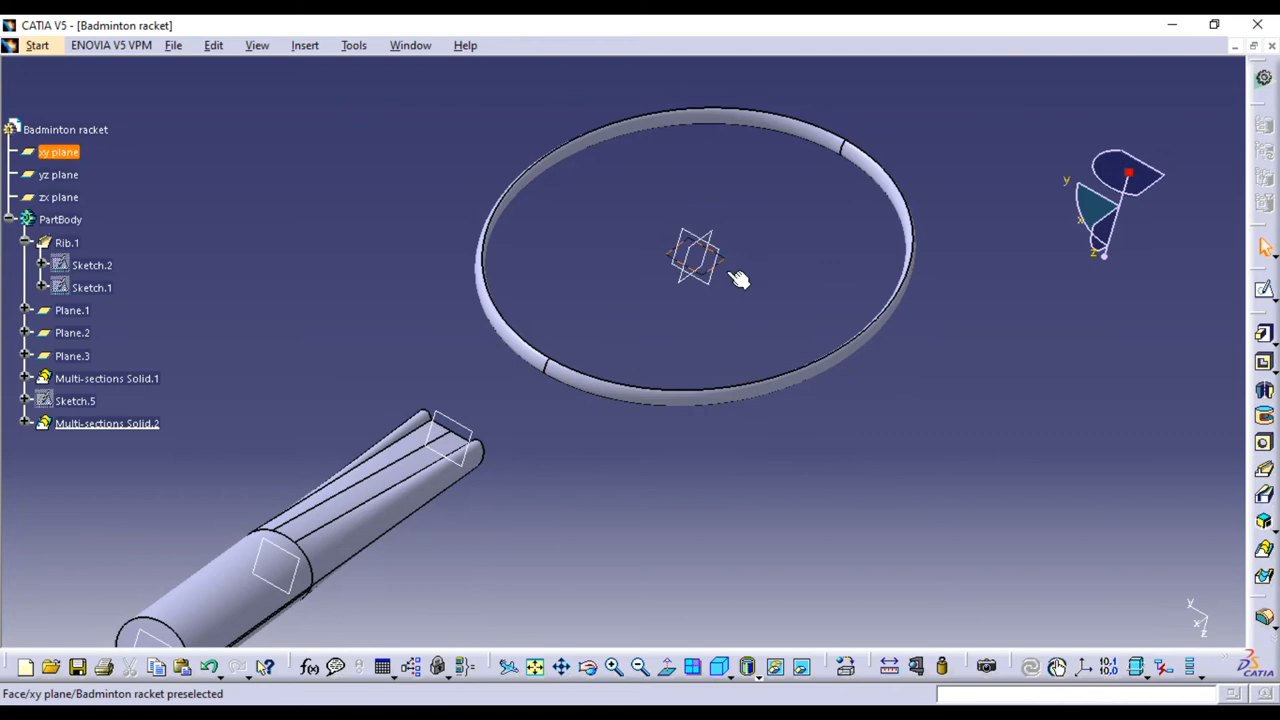 CATIA V5 - [Badminton racket]
Start ENOVIA V5 VPM File Edit View Insert Tools Window Help
Badminton racket
xy plane
yz plane
zx plane
PartBody
Rib.1
Sketch.2
Sketch.1
Plane.1
Plane.2
Plane.3
Multi-sections Solid.1
Sketch.5
Multi-sections Solid.2
y
x
z
y
x
z
f(x)
10,0
CATIA
Face/xy plane/Badminton racket preselected